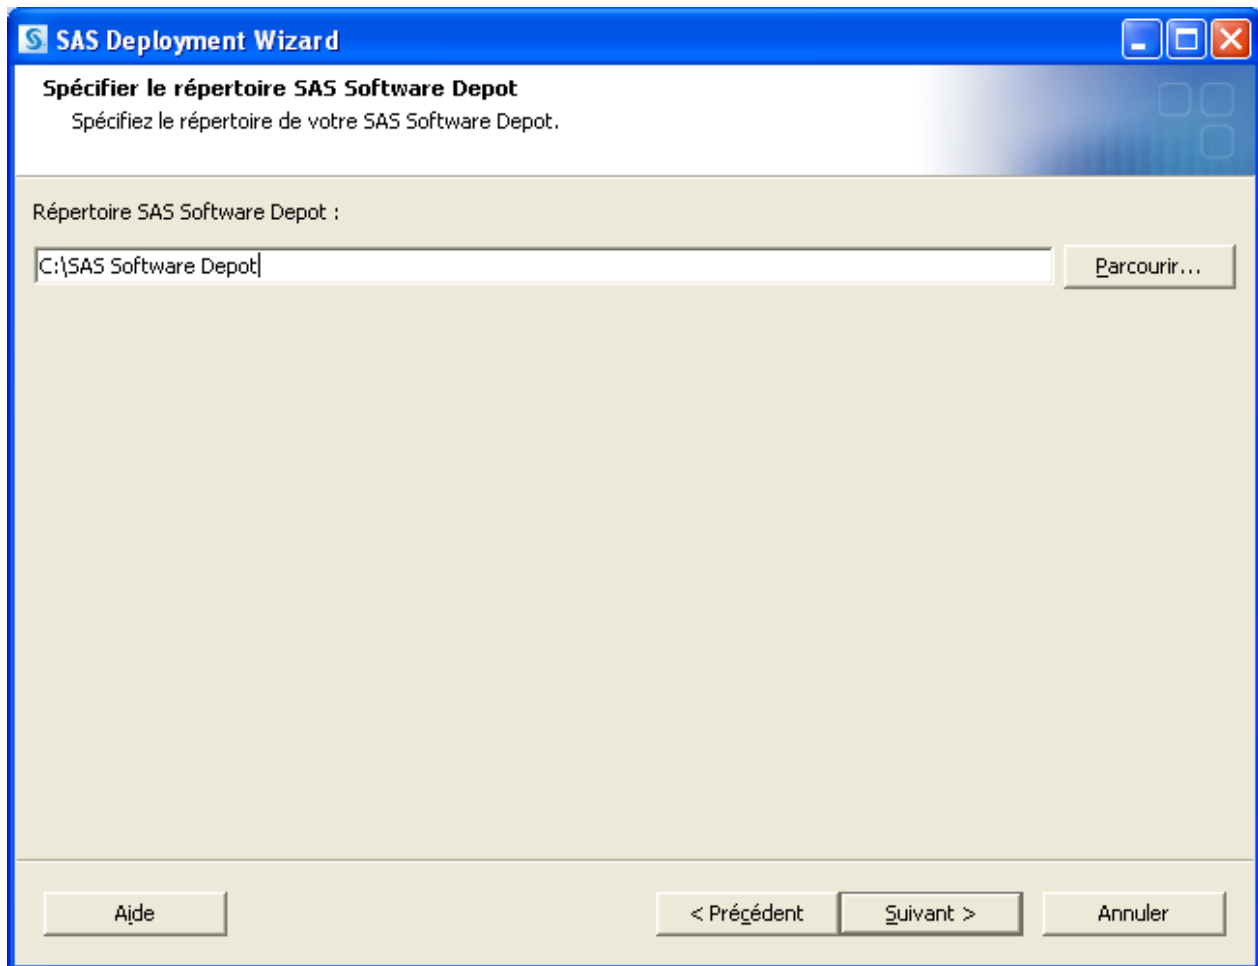 SAS Deployment Wizard
Spécifier le répertoire SAS Software Depot
Spécifiez le répertoire de votre SAS Software Depot.
Répertoire SAS Software Depot :
C:\SAS Software Depot
Parcourir...
Aide
< Précédent
Suivant >
Annuler